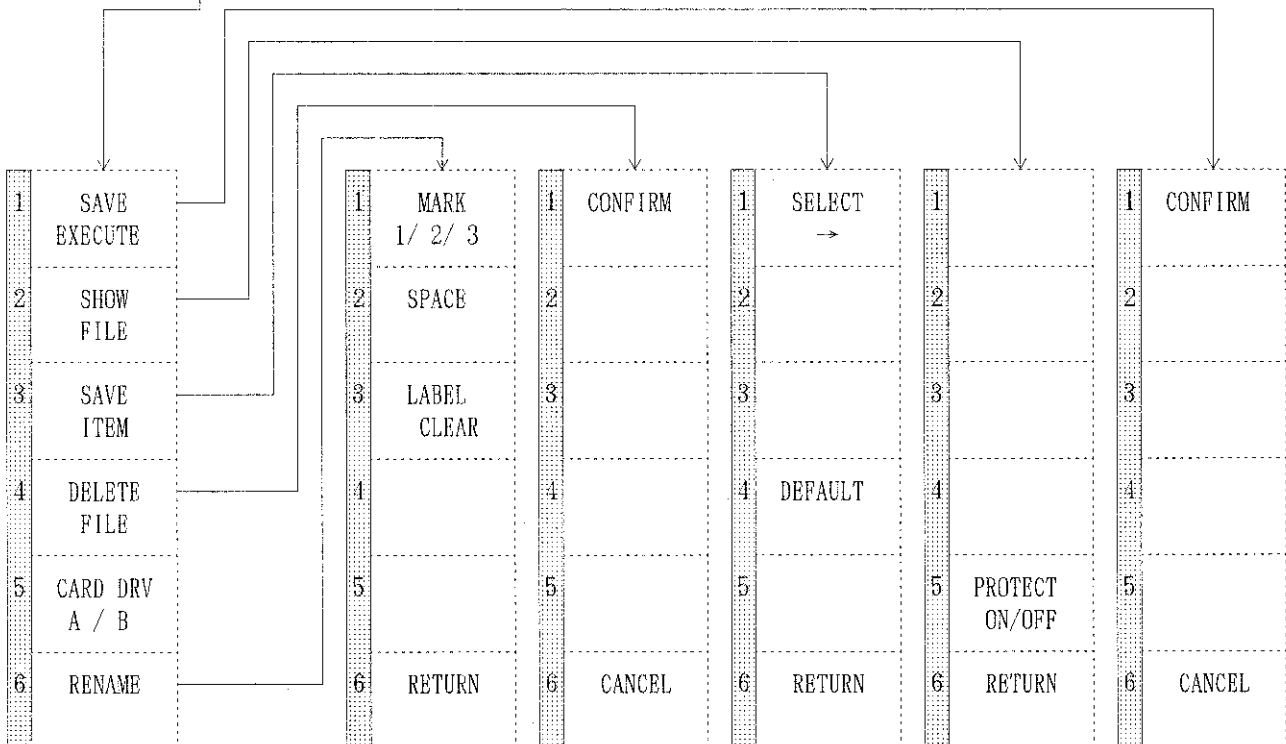 1 SAVE
EXECUTE
2 SHOW
FILE
3 SAVE
ITEM
4 DELETE
FILE
5 CARD DRV
A / B
6 RENAME
1 MARK
1/ 2/ 3
2 SPACE
3 LABEL
CLEAR
4
5
6 RETURN
1 CONFIRM
2
3
4
5
6 CANCEL
1 SELECT
→
2
3
4 DEFAULT
5
6 RETURN
1
2
3
4
5 PROTECT
ON/OFF
6 RETURN
1 CONFIRM
2
3
4
5
6 CANCEL